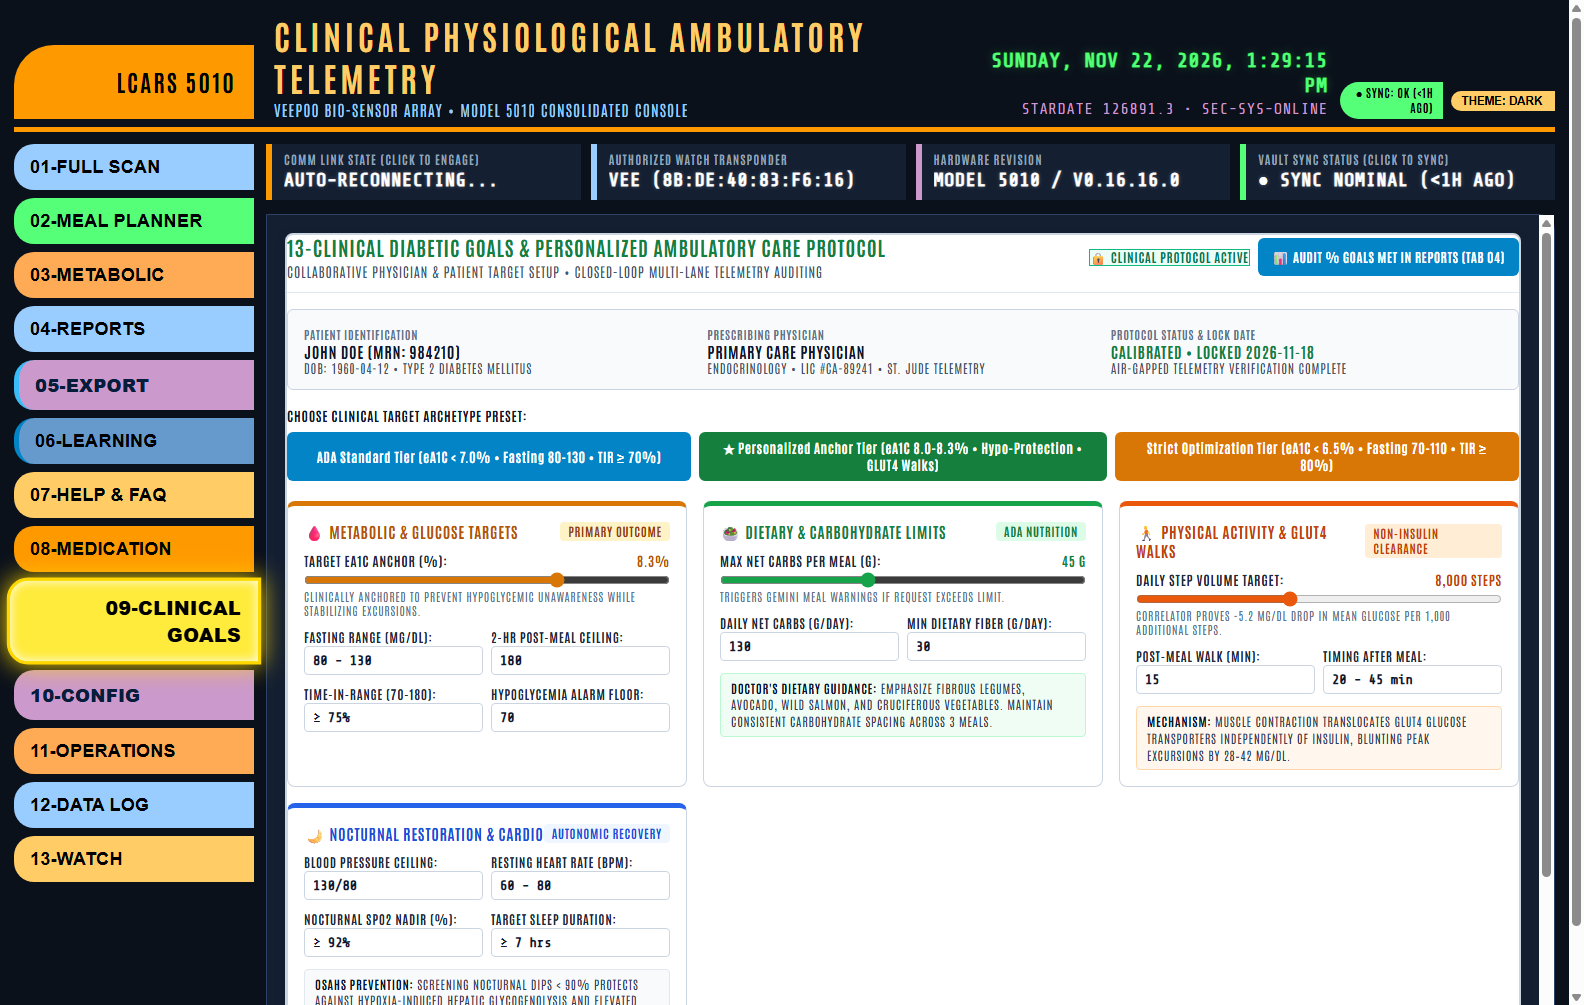 CLINICAL PHYSIOLOGICAL AMBULATORY
TELEMETRY
VEEPOO BIO-SENSOR ARRAY • MODEL 5010 CONSOLIDATED CONSOLE
LCARS 5010
SUNDAY, NOV 22, 2026, 1:29:15
PM
STARDATE 126891.3 · SEC-SYS-ONLINE
● SYNC: OK (<1H
AGO)
THEME: DARK
01-FULL SCAN
02-MEAL PLANNER
03-METABOLIC
04-REPORTS
05-EXPORT
06-LEARNING
07-HELP & FAQ
08-MEDICATION
09-CLINICAL
GOALS
10-CONFIG
11-OPERATIONS
12-DATA LOG
13-WATCH
COMM LINK STATE (CLICK TO ENGAGE)
AUTO-RECONNECTING...
AUTHORIZED WATCH TRANSPONDER
VEE (8B:DE:40:83:F6:16)
HARDWARE REVISION
MODEL 5010 / V0.16.16.0
VAULT SYNC STATUS (CLICK TO SYNC)
● SYNC NOMINAL (<1H AGO)
13-CLINICAL DIABETIC GOALS & PERSONALIZED AMBULATORY CARE PROTOCOL
COLLABORATIVE PHYSICIAN & PATIENT TARGET SETUP • CLOSED-LOOP MULTI-LANE TELEMETRY AUDITING
🔒 CLINICAL PROTOCOL ACTIVE
📊 AUDIT % GOALS MET IN REPORTS (TAB 04)
PATIENT IDENTIFICATION
JOHN DOE (MRN: 984210)
DOB: 1960-04-12 • TYPE 2 DIABETES MELLITUS
PRESCRIBING PHYSICIAN
PRIMARY CARE PHYSICIAN
ENDOCRINOLOGY • LIC #CA-89241 • ST. JUDE TELEMETRY
PROTOCOL STATUS & LOCK DATE
CALIBRATED • LOCKED 2026-11-18
AIR-GAPPED TELEMETRY VERIFICATION COMPLETE
CHOOSE CLINICAL TARGET ARCHETYPE PRESET:
ADA Standard Tier (eA1C < 7.0% • Fasting 80-130 • TIR ≥ 70%)
★ Personalized Anchor Tier (eA1C 8.0-8.3% • Hypo-Protection •
GLUT4 Walks)
Strict Optimization Tier (eA1C < 6.5% • Fasting 70-110 • TIR ≥
80%)
🩸 METABOLIC & GLUCOSE TARGETS
PRIMARY OUTCOME
TARGET EA1C ANCHOR (%):
8.3%
CLINICALLY ANCHORED TO PREVENT HYPOGLYCEMIC UNAWARENESS WHILE
STABILIZING EXCURSIONS.
FASTING RANGE (MG/DL):
2-HR POST-MEAL CEILING:
80 - 130
180
TIME-IN-RANGE (70-180):
HYPOGLYCEMIA ALARM FLOOR:
≥ 75%
70
🥗 DIETARY & CARBOHYDRATE LIMITS
ADA NUTRITION
MAX NET CARBS PER MEAL (G):
45 G
TRIGGERS GEMINI MEAL WARNINGS IF REQUEST EXCEEDS LIMIT.
DAILY NET CARBS (G/DAY):
MIN DIETARY FIBER (G/DAY):
130
30
DOCTOR'S DIETARY GUIDANCE: EMPHASIZE FIBROUS LEGUMES,
AVOCADO, WILD SALMON, AND CRUCIFEROUS VEGETABLES. MAINTAIN
CONSISTENT CARBOHYDRATE SPACING ACROSS 3 MEALS.
🚶 PHYSICAL ACTIVITY & GLUT4
WALKS
NON-INSULIN
CLEARANCE
DAILY STEP VOLUME TARGET:
8,000 STEPS
CORRELATOR PROVES -5.2 MG/DL DROP IN MEAN GLUCOSE PER 1,000
ADDITIONAL STEPS.
POST-MEAL WALK (MIN):
TIMING AFTER MEAL:
15
20 - 45 min
MECHANISM: MUSCLE CONTRACTION TRANSLOCATES GLUT4 GLUCOSE
TRANSPORTERS INDEPENDENTLY OF INSULIN, BLUNTING PEAK
EXCURSIONS BY 28-42 MG/DL.
🌙 NOCTURNAL RESTORATION & CARDIO
AUTONOMIC RECOVERY
BLOOD PRESSURE CEILING:
RESTING HEART RATE (BPM):
130/80
60 - 80
NOCTURNAL SPO2 NADIR (%):
TARGET SLEEP DURATION:
≥ 92%
≥ 7 hrs
OSAHS PREVENTION: SCREENING NOCTURNAL DIPS < 90% PROTECTS
AGAINST HYPOXIA-INDUCED HEPATIC GLYCOGENOLYSIS AND ELEVATED